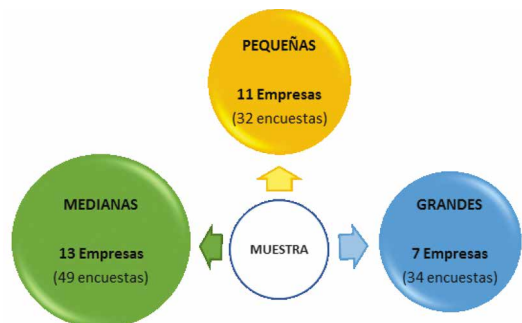 PEQUEÑAS
11 Empresas
(32 encuestas)
MEDIANAS
13 Empresas
(49 encuestas)
MUESTRA
GRANDES
7 Empresas
(34 encuestas)